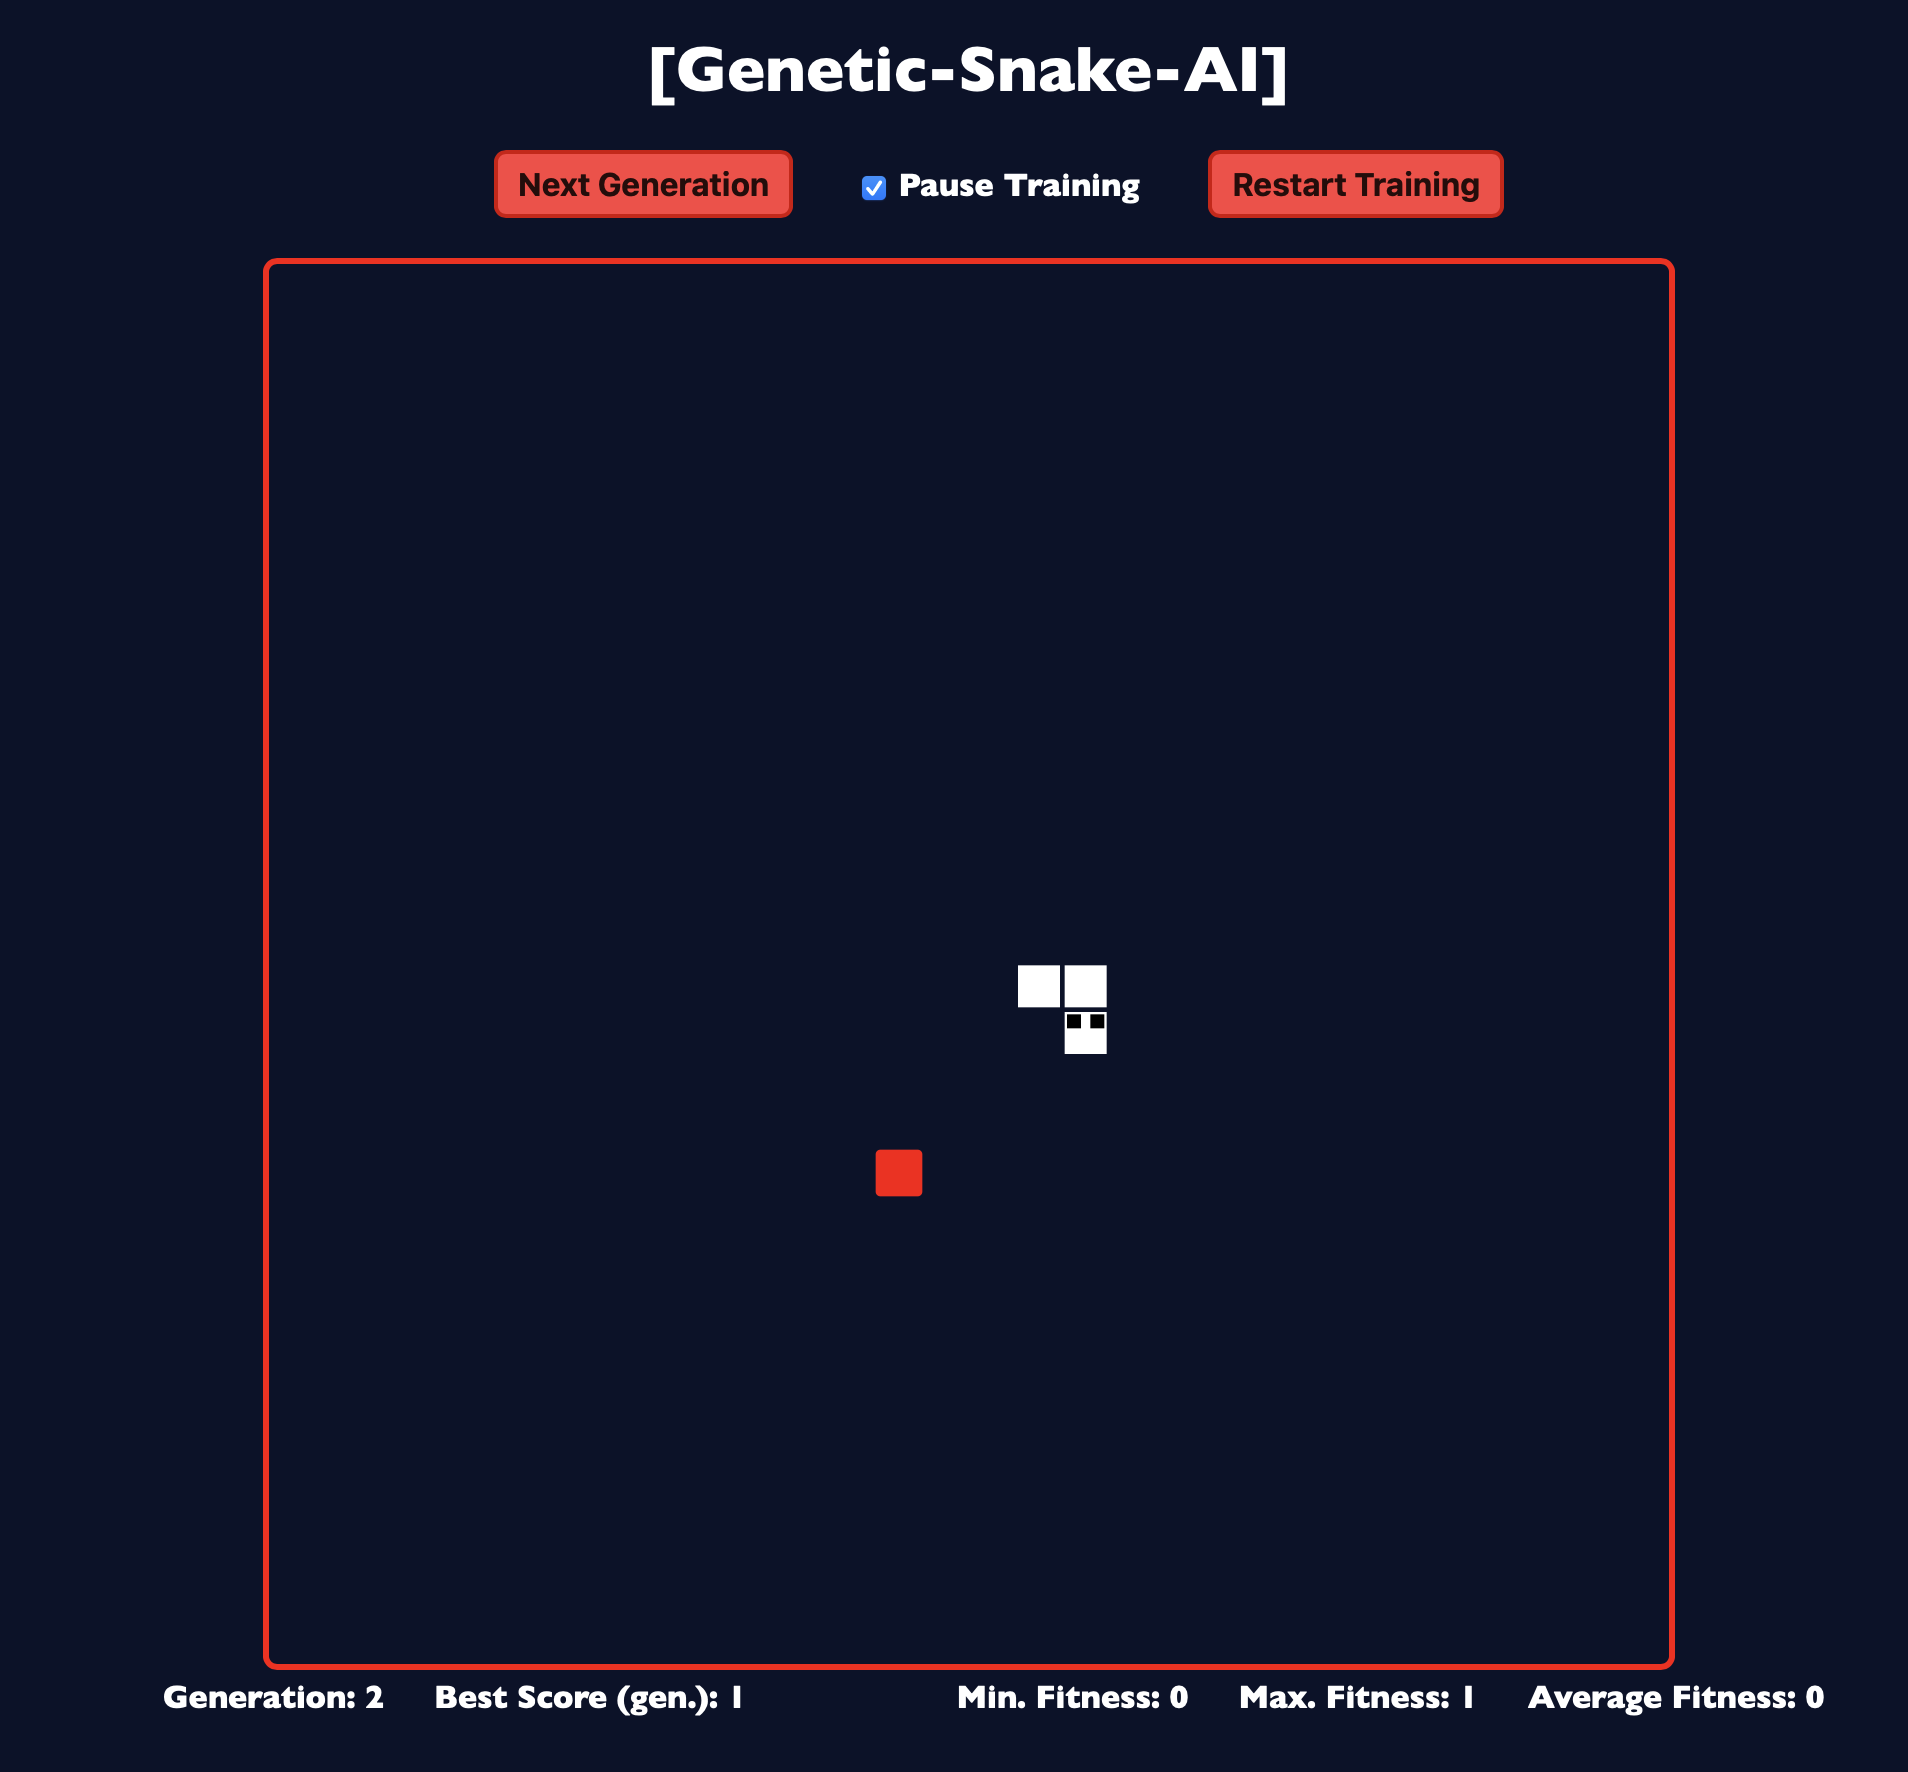 [Genetic-Snake-AI]
Next Generation Pause Training Restart Training
Generation: 2 Best Score (gen.): 1 Min. Fitness: 0 Max. Fitness: 1 Average Fitness: 0